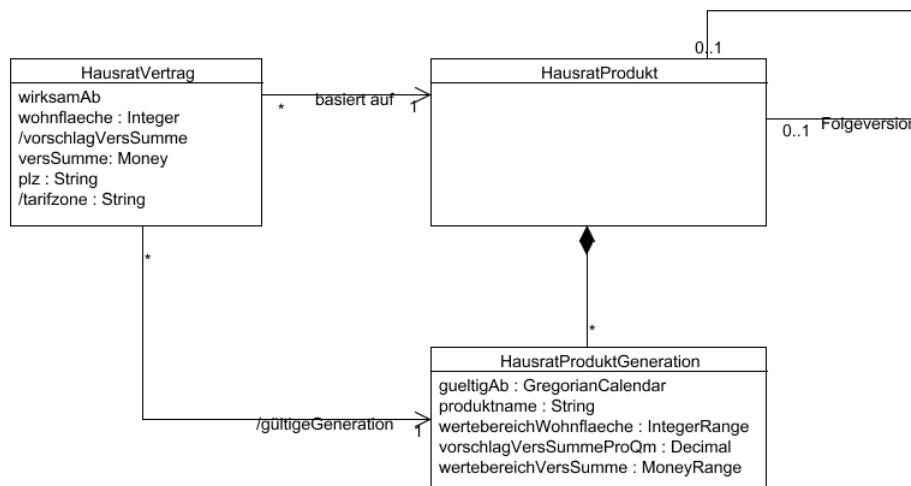 0..1
HausratVertrag
HausratProdukt
wirksamAb
wohnflaeche : Integer
/vorschlagVersSumme
versSumme: Money
plz : String
/tarifzone : String
* basiert auf 1
0..1 Folgeversion
*
*
HausratProduktGeneration
gueltigAb : GregorianCalendar
produktname : String
wertebereichWohnflaeche : IntegerRange
vorschlagVersSummeProQm : Decimal
wertebereichVersSumme : MoneyRange
/gültigeGeneration 1